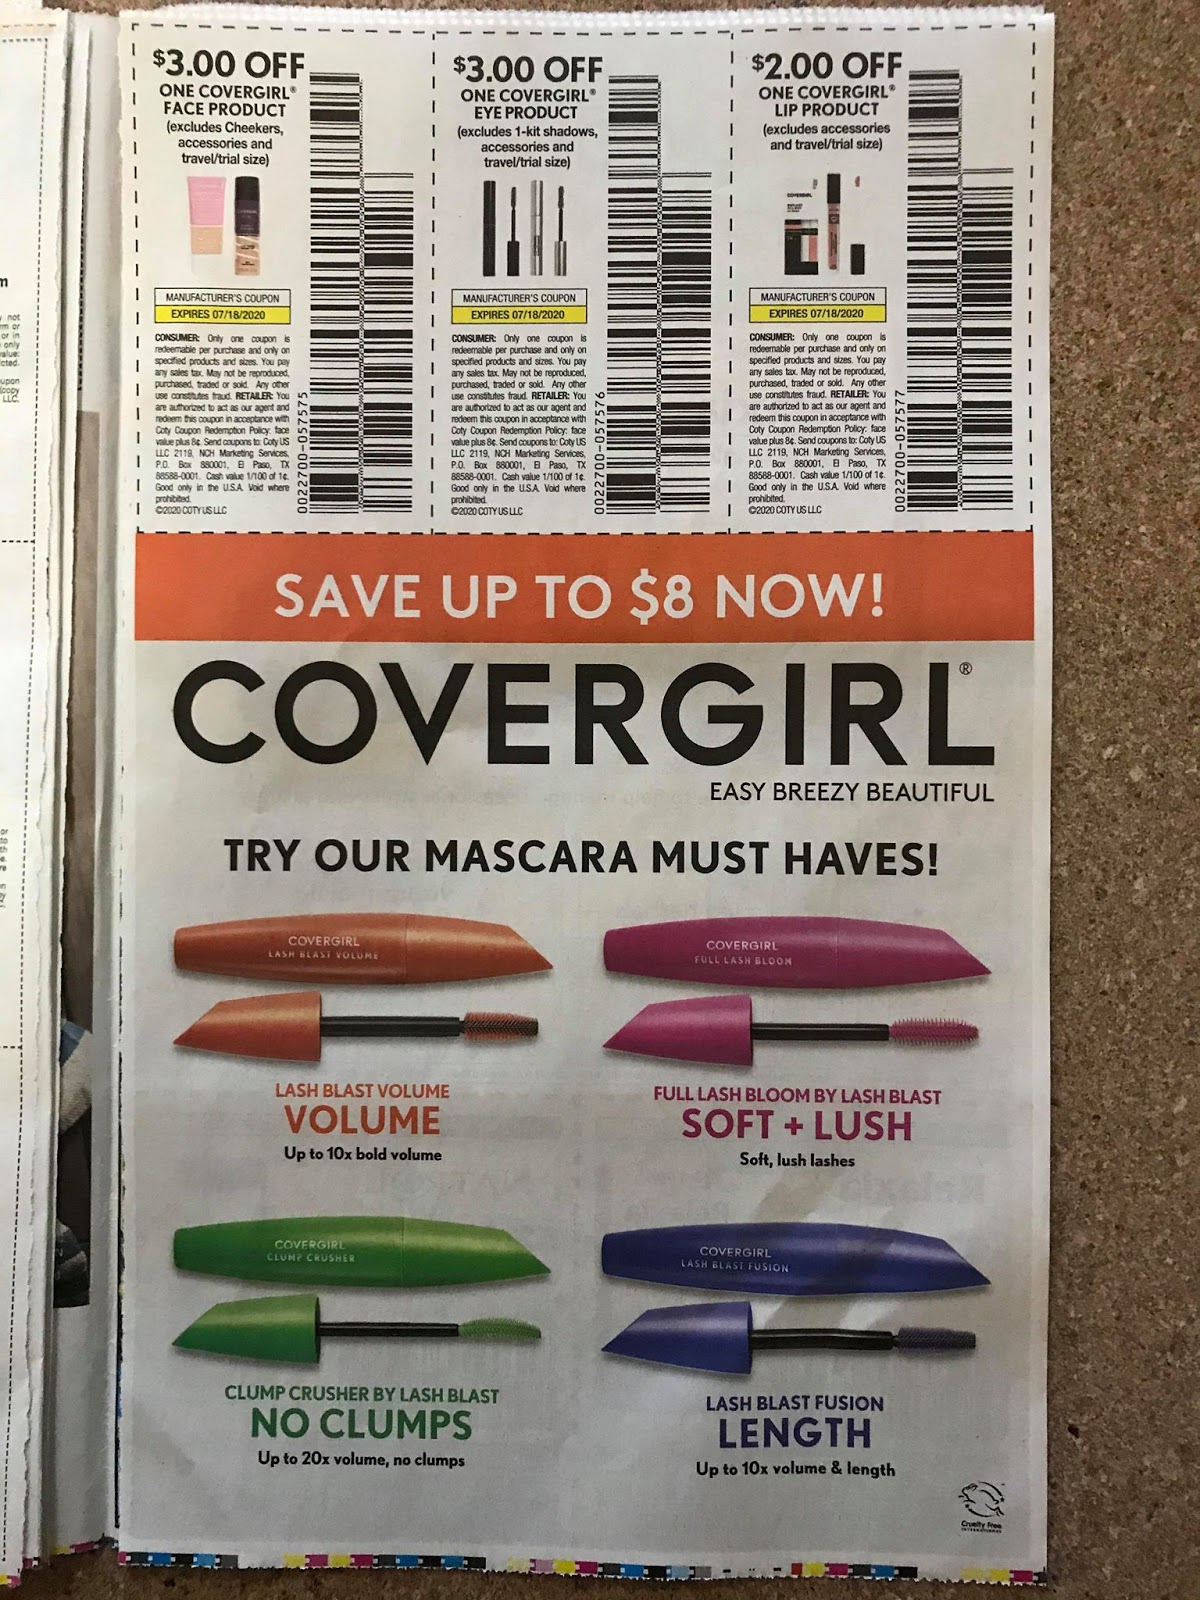 $3.00 OFF
ONE COVERGIRL®
FACE PRODUCT
(excludes Cheekers,
accessories and
travel/trial size)
MANUFACTURER'S COUPON
EXPIRES 07/18/2020
CONSUMER: Only one coupon is
redeemable per purchase and only on
specified products and sizes. You pay
any sales tax. May not be reproduced,
purchased, traded or sold. Any other
use constitutes fraud. RETAILER: You
are authorized to act as our agent and
redeem this coupon in acceptance with
Coty Coupon Redemption Policy: face
value plus 8¢. Send coupons to: Coty US
LLC 2119, NCH Marketing Services,
P.O. Box 880001, El Paso, TX
88588-0001. Cash value 1/100 of 1¢.
Good only in the U.S.A. Void where
prohibited.
©2020 COTY US LLC
0022700-057575
$3.00 OFF
ONE COVERGIRL®
EYE PRODUCT
(excludes 1-kit shadows,
accessories and
travel/trial size)
MANUFACTURER'S COUPON
EXPIRES 07/18/2020
CONSUMER: Only one coupon is
redeemable per purchase and only on
specified products and sizes. You pay
any sales tax. May not be reproduced,
purchased, traded or sold. Any other
use constitutes fraud. RETAILER: You
are authorized to act as our agent and
redeem this coupon in acceptance with
Coty Coupon Redemption Policy: face
value plus 8¢. Send coupons to: Coty US
LLC 2119, NCH Marketing Services,
P.O. Box 880001, El Paso, TX
88588-0001. Cash value 1/100 of 1¢.
Good only in the U.S.A. Void where
prohibited.
©2020 COTY US LLC
0022700-057576
$2.00 OFF
ONE COVERGIRL®
LIP PRODUCT
(excludes accessories
and travel/trial size)
COVERGIRL
MANUFACTURER'S COUPON
EXPIRES 07/18/2020
CONSUMER: Only one coupon is
redeemable per purchase and only on
specified products and sizes. You pay
any sales tax. May not be reproduced,
purchased, traded or sold. Any other
use constitutes fraud. RETAILER: You
are authorized to act as our agent and
redeem this coupon in acceptance with
Coty Coupon Redemption Policy: face
value plus 8¢. Send coupons to: Coty US
LLC 2119, NCH Marketing Services,
P.O. Box 880001, El Paso, TX
88588-0001. Cash value 1/100 of 1¢.
Good only in the U.S.A. Void where
prohibited.
©2020 COTY US LLC
0022700-057577
SAVE UP TO $8 NOW!
COVERGIRL®
EASY BREEZY BEAUTIFUL
TRY OUR MASCARA MUST HAVES!
COVERGIRL
LASH BLAST VOLUME
LASH BLAST VOLUME
VOLUME
Up to 10x bold volume
COVERGIRL
FULL LASH BLOOM
FULL LASH BLOOM BY LASH BLAST
SOFT + LUSH
Soft, lush lashes
COVERGIRL
CLUMP CRUSHER
CLUMP CRUSHER BY LASH BLAST
NO CLUMPS
Up to 20x volume, no clumps
COVERGIRL
LASH BLAST FUSION
LASH BLAST FUSION
LENGTH
Up to 10x volume & length
Cruelty Free
INTERNATIONAL